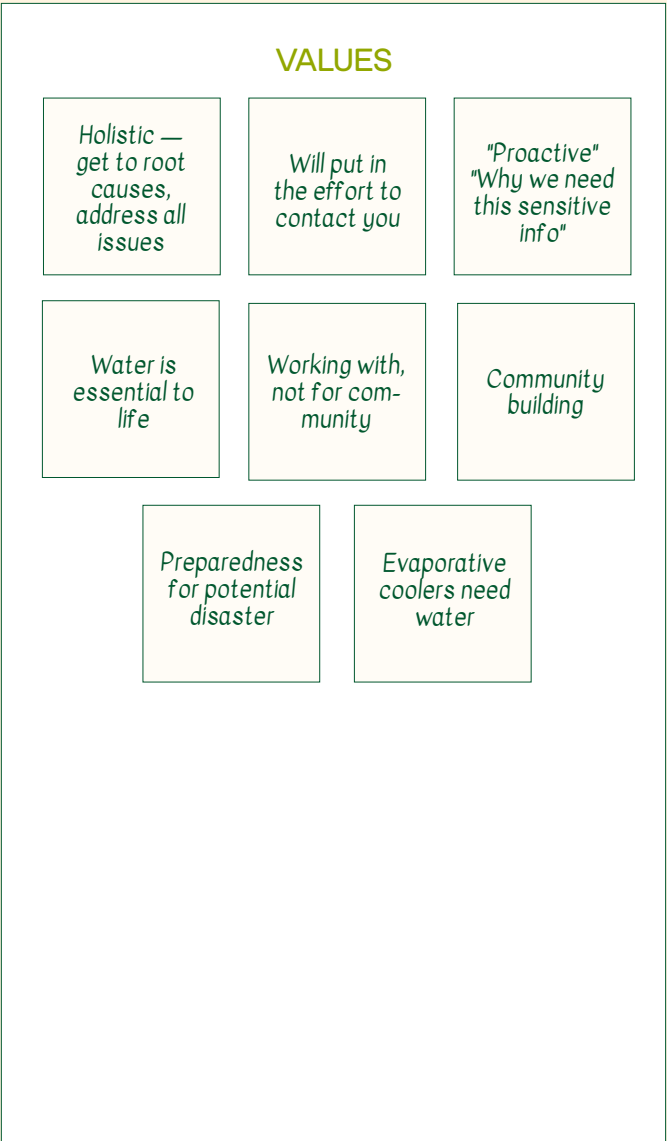 VALUES
Holistic —
get to root
causes,
address all
issues
Will put in
the effort to
contact you
"Proactive"
"Why we need
this sensitive
info"
Water is
essential to
life
Working with,
not for com-
munity
Community
building
Preparedness
for potential
disaster
Evaporative
coolers need
water